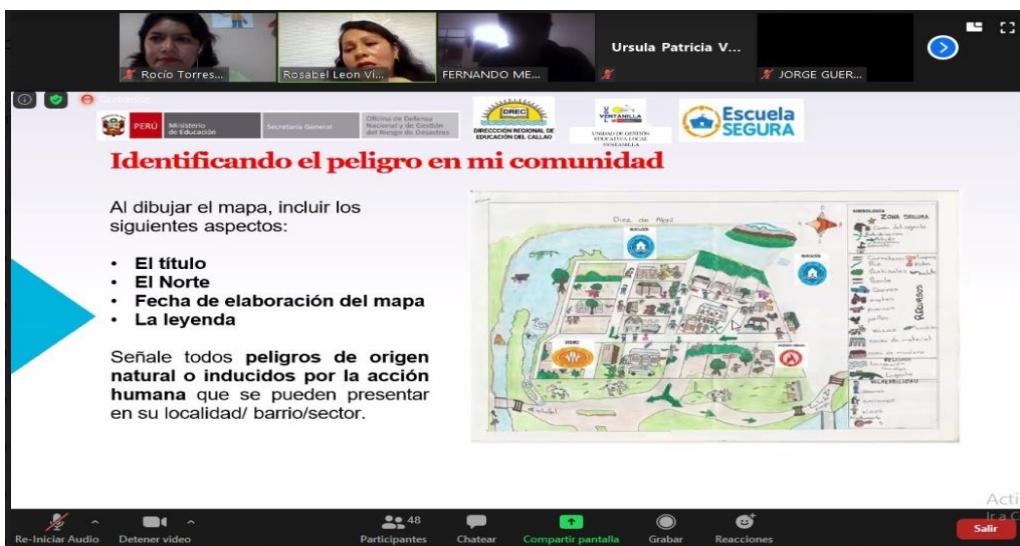 Rocío Torres...
Rosabel Leon Vi...
FERNANDO ME...
Ursula Patricia V...
JORGE GUER...
PERÚ
Ministerio de Educación
Secretaría General
Oficina de Defensa Nacional y de Gestión del Riesgo de Desastres
DREC
DIRECCIÓN REGIONAL DE EDUCACIÓN DEL CALLAO
VENTANILLA
UNIDAD DE GESTIÓN EDUCATIVA LOCAL VENTANILLA
Escuela
SEGURA
Identificando el peligro en mi comunidad
Al dibujar el mapa, incluir los
siguientes aspectos:
• El título
• El Norte
• Fecha de elaboración del mapa
• La leyenda
Señale todos peligros de origen
natural o inducidos por la acción
humana que se pueden presentar
en su localidad/ barrio/sector.
Diez de Abril
ZONA SEGURA
RECURSOS
Acti
Ir a C
Re-Iniciar Audio
Detener video
48
Participantes
Chatear
Compartir pantalla
Grabar
Reacciones
Salir